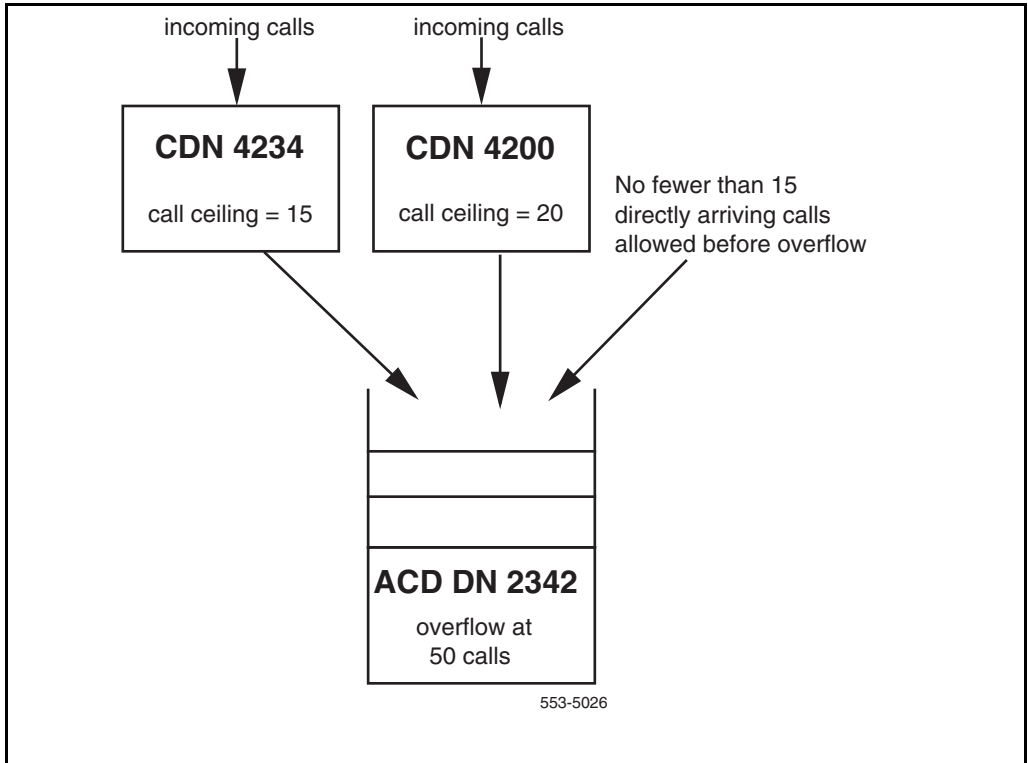 incoming calls
incoming calls
CDN 4234
call ceiling = 15
CDN 4200
call ceiling = 20
No fewer than 15
directly arriving calls
allowed before overflow
ACD DN 2342
overflow at
50 calls
553-5026